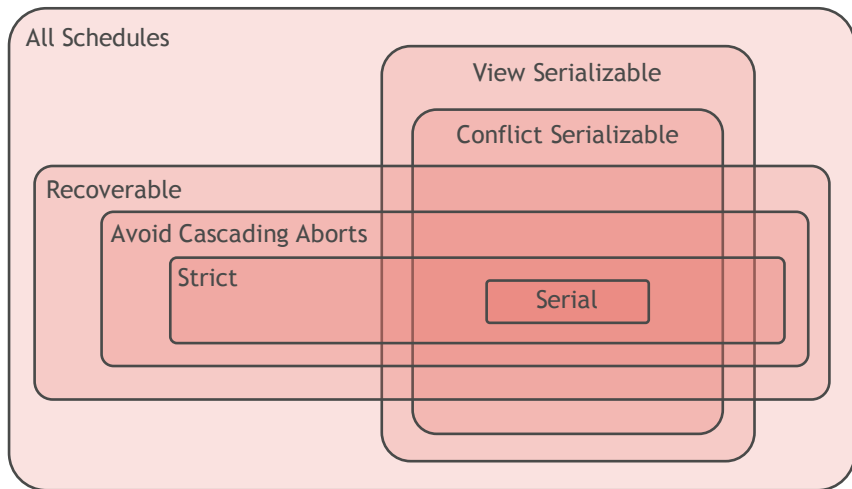 All Schedules
View Serializable
Conflict Serializable
Recoverable
Avoid Cascading Aborts
Strict
Serial